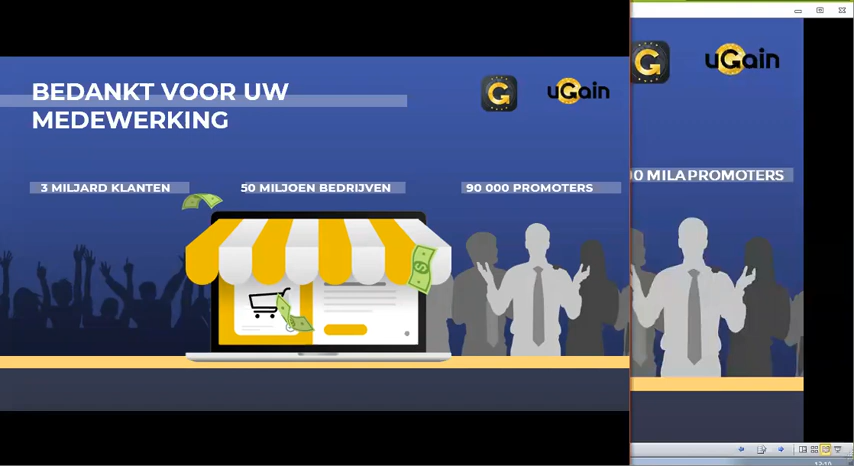 BEDANKT VOOR UW
MEDEWERKING
G
uGain
3 MILJARD KLANTEN
50 MILJOEN BEDRIJVEN
90 000 PROMOTERS
G
uGain
0 MILA PROMOTERS